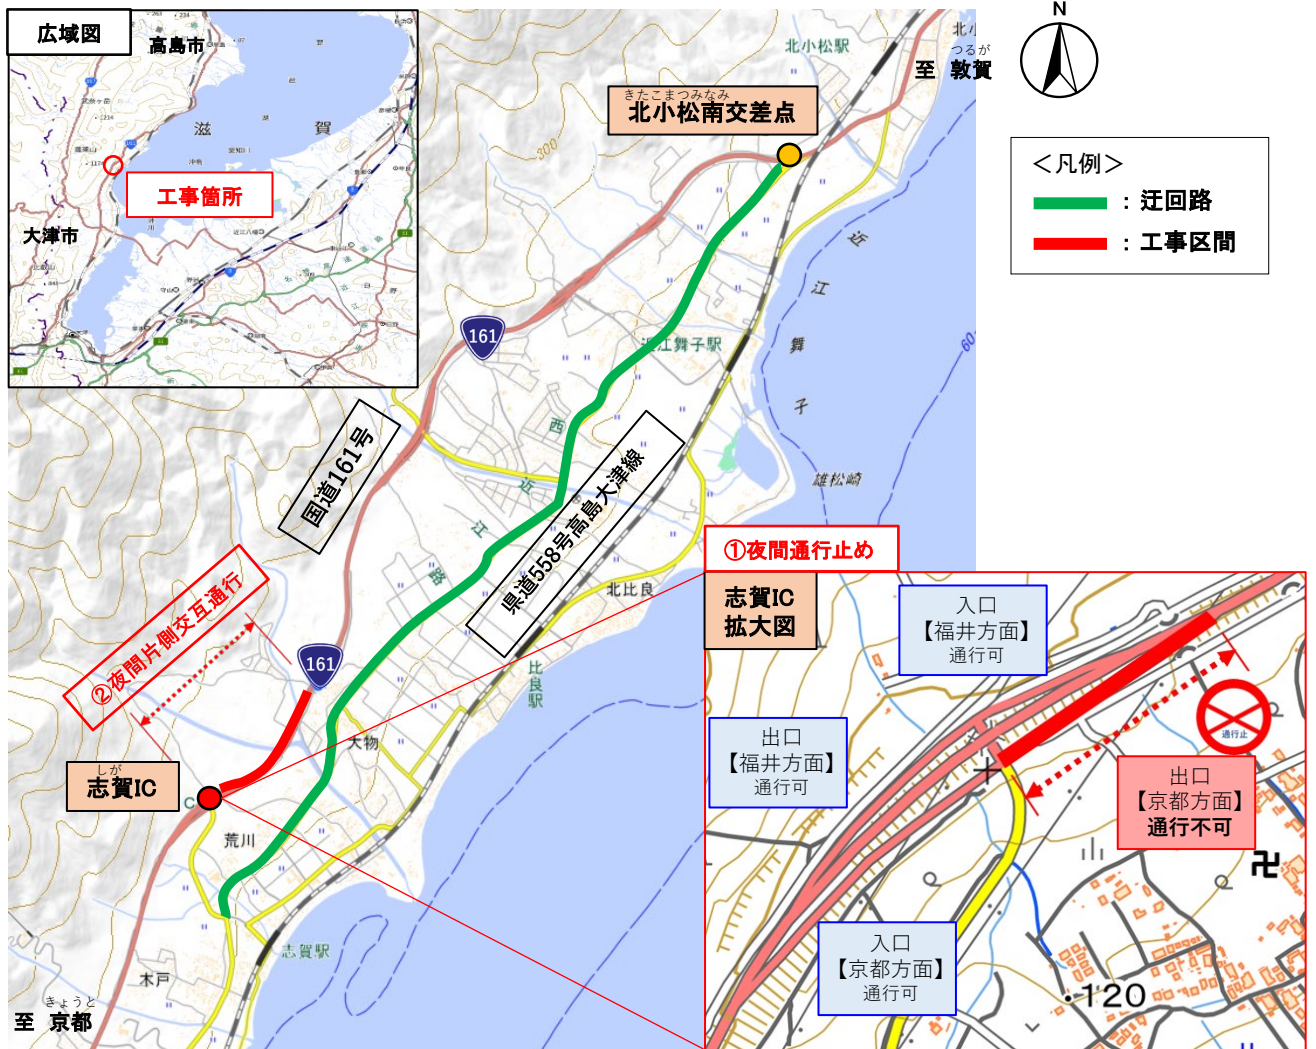 広域図
高島市
滋
賀
工事箇所
大津市
北小松駅
つるが
至 敦賀
N
きたこまつみなみ
北小松南交差点
300
<凡例>
：迂回路
：工事区間
近
江
舞
子
60
161
近江舞子駅
西
近
江
路
雄松崎
国道161号
県道558号高島大津線
北比良
比良駅
②夜間片側交互通行
161
大物
しが
志賀IC
荒川
志賀駅
木戸
きょうと
至 京都
①夜間通行止め
志賀IC
拡大図
入口
【福井方面】
通行可
出口
【福井方面】
通行可
通行止
出口
【京都方面】
通行不可
入口
【京都方面】
通行可
120